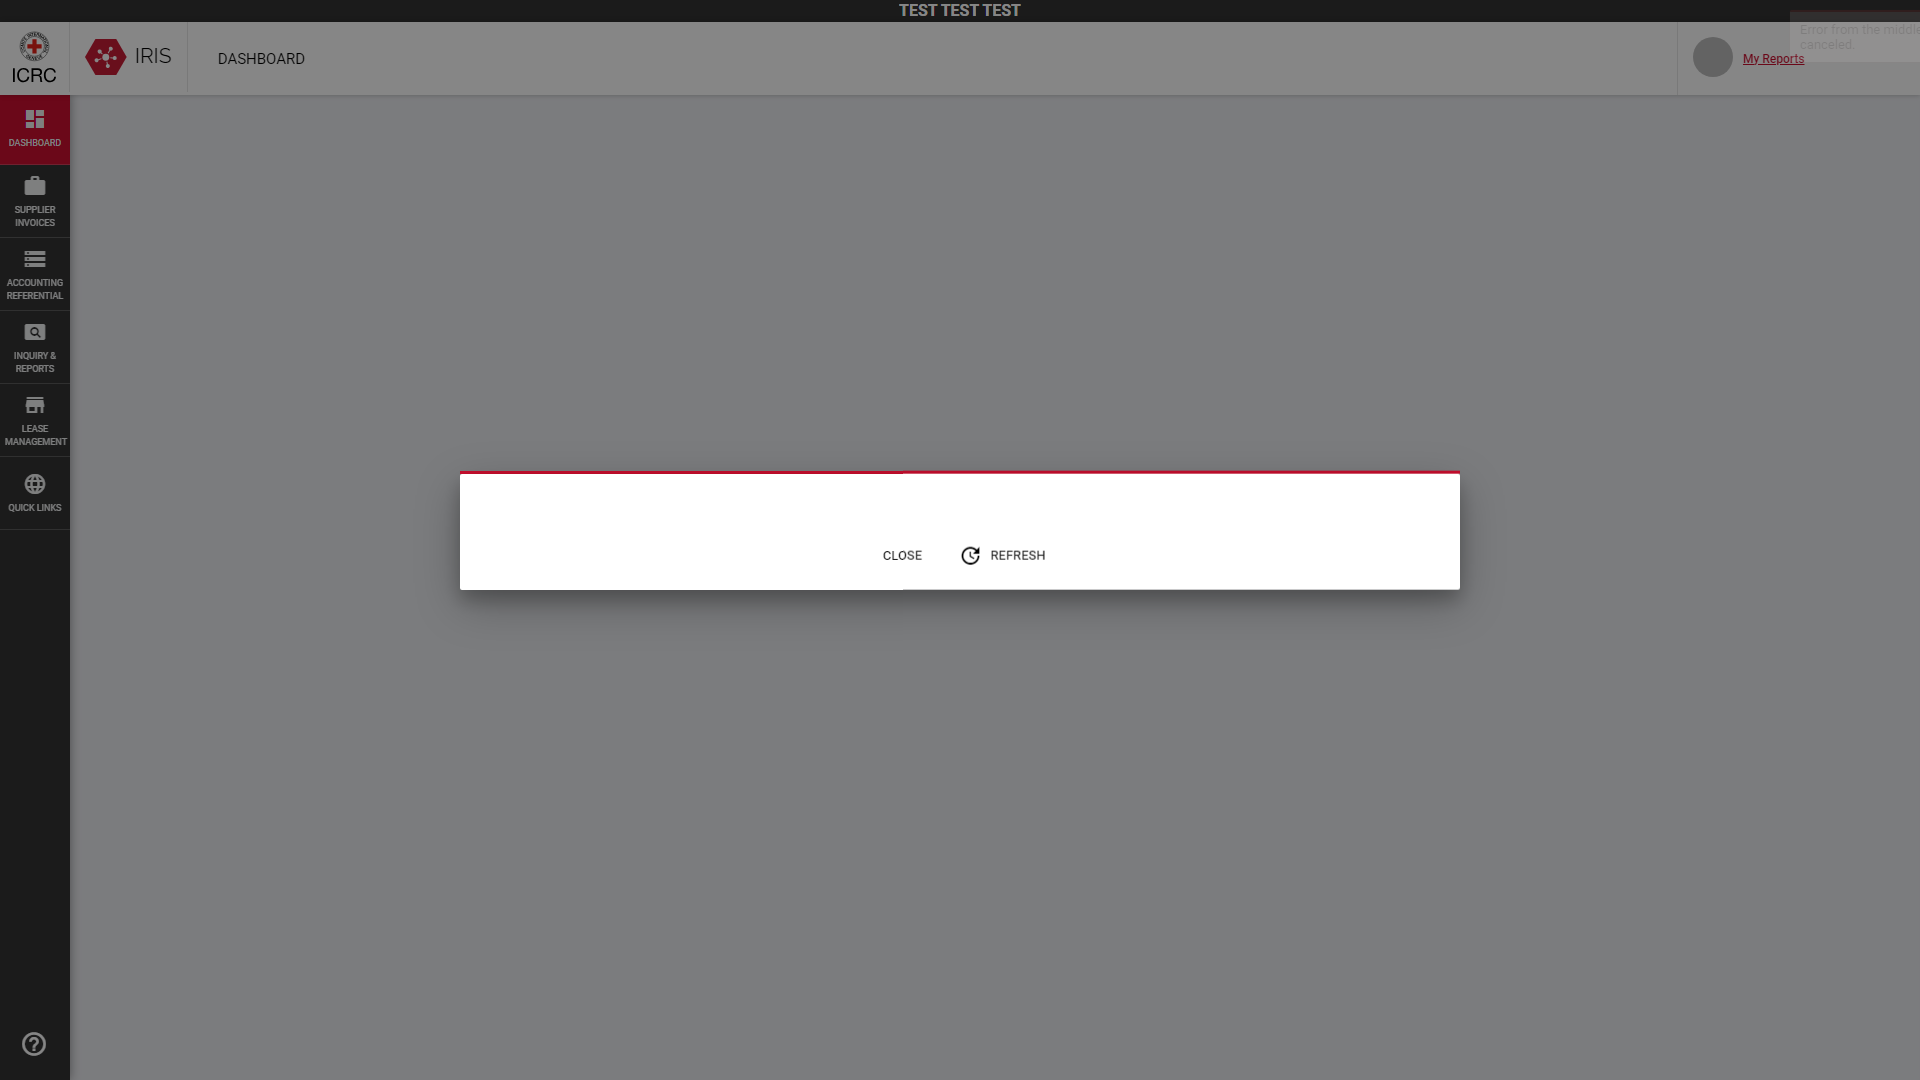 TEST TEST TEST
ICRC
IRIS
DASHBOARD
Error from the middle
canceled.
My Reports
DASHBOARD
SUPPLIER
INVOICES
ACCOUNTING
REFERENTIAL
INQUIRY &
REPORTS
LEASE
MANAGEMENT
QUICK LINKS
CLOSE
REFRESH